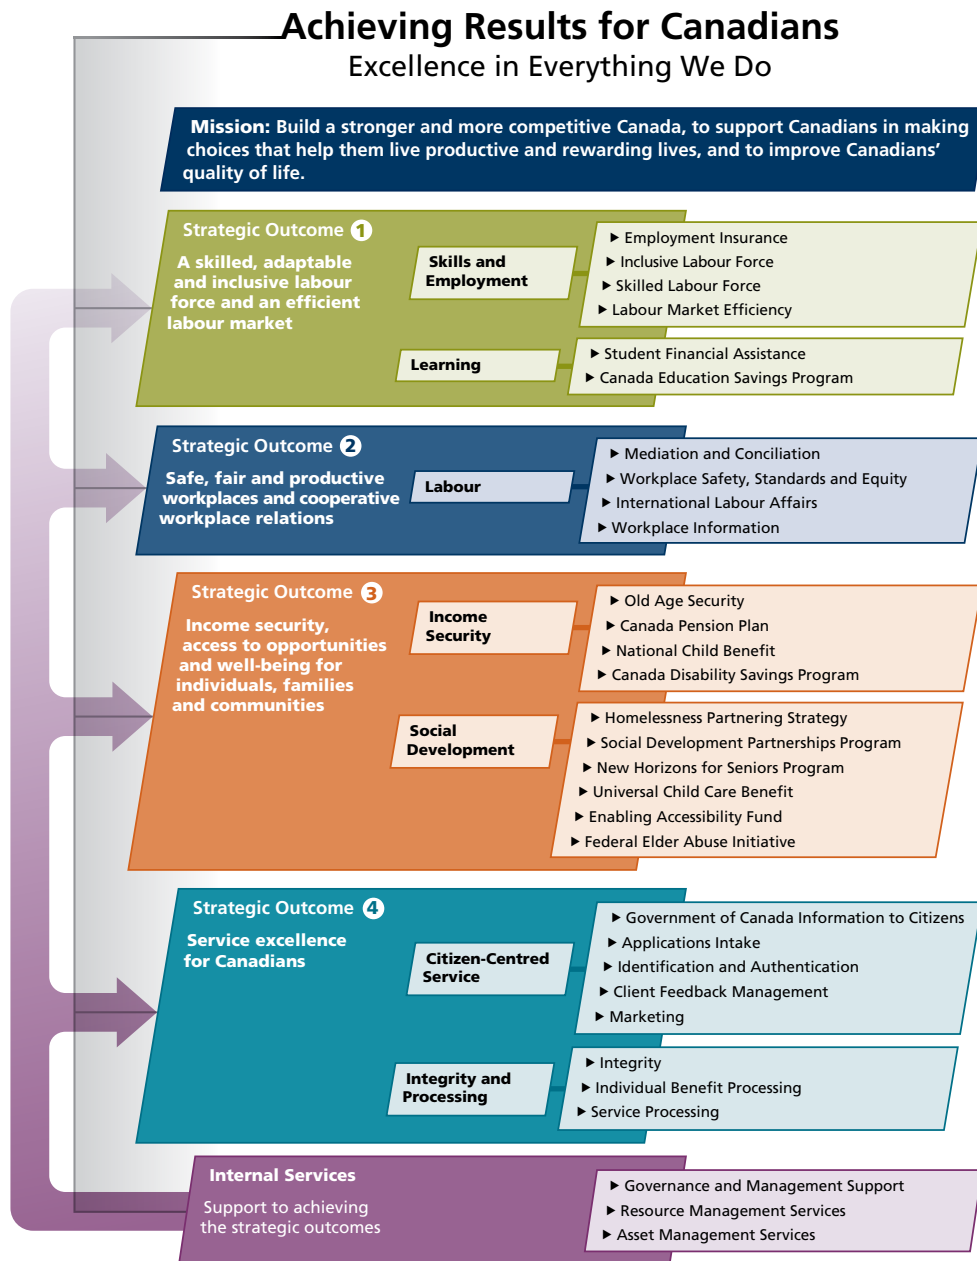 Achieving Results for Canadians
Excellence in Everything We Do
Mission: Build a stronger and more competitive Canada, to support Canadians in making
choices that help them live productive and rewarding lives, and to improve Canadians’
quality of life.
Strategic Outcome 1
A skilled, adaptable
and inclusive labour
force and an efficient
labour market
Skills and
Employment
▶ Employment Insurance
▶ Inclusive Labour Force
▶ Skilled Labour Force
▶ Labour Market Efficiency
Learning
▶ Student Financial Assistance
▶ Canada Education Savings Program
Strategic Outcome 2
Safe, fair and productive
workplaces and cooperative
workplace relations
Labour
▶ Mediation and Conciliation
▶ Workplace Safety, Standards and Equity
▶ International Labour Affairs
▶ Workplace Information
Strategic Outcome 3
Income security,
access to opportunities
and well-being for
individuals, families
and communities
Income
Security
▶ Old Age Security
▶ Canada Pension Plan
▶ National Child Benefit
▶ Canada Disability Savings Program
Social
Development
▶ Homelessness Partnering Strategy
▶ Social Development Partnerships Program
▶ New Horizons for Seniors Program
▶ Universal Child Care Benefit
▶ Enabling Accessibility Fund
▶ Federal Elder Abuse Initiative
Strategic Outcome 4
Service excellence
for Canadians
Citizen-Centred
Service
▶ Government of Canada Information to Citizens
▶ Applications Intake
▶ Identification and Authentication
▶ Client Feedback Management
▶ Marketing
Integrity and
Processing
▶ Integrity
▶ Individual Benefit Processing
▶ Service Processing
Internal Services
Support to achieving
the strategic outcomes
▶ Governance and Management Support
▶ Resource Management Services
▶ Asset Management Services